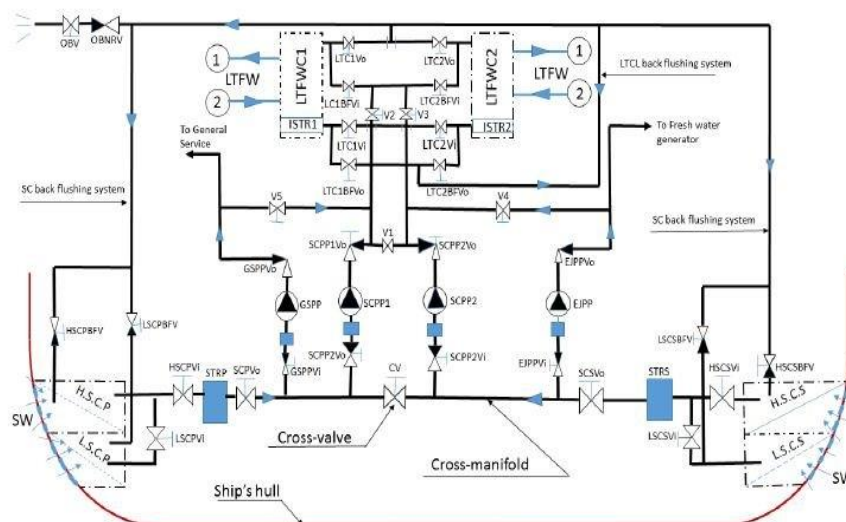 OBV
OBNRV
1
LTFW
2
LTFWC1
ISTR1
LTC1Vo
LTC2Vo
LC1BFVi
LTC2BFVi
V2
V3
LTC1Vi
LTC2Vi
LTC1BFVo
LTC2BFVo
LTFWC2
ISTR2
1
LTFW
2
LTCL back flushing system
To General
Service
To Fresh water
generator
SC back flushing system
SC back flushing system
V5
V4
V1
SCPP1Vo
SCPP2Vo
GSPPVo
EJPPVo
GSPP
SCPP1
SCPP2
EJPP
HSCPBFV
LSCPBFV
LSCSBFV
HSCSBFV
SCPP2Vo
SCPP2Vi
GSPPVi
EJPPVi
HSCPVi
STRP
SCPVo
CV
SCSVo
STRS
HSCSVi
H.S.C.P
L.S.C.P
LSCPVi
LSCSVi
H.S.C.S
L.S.C.S
SW
SW
Cross-valve
Cross-manifold
Ship's hull